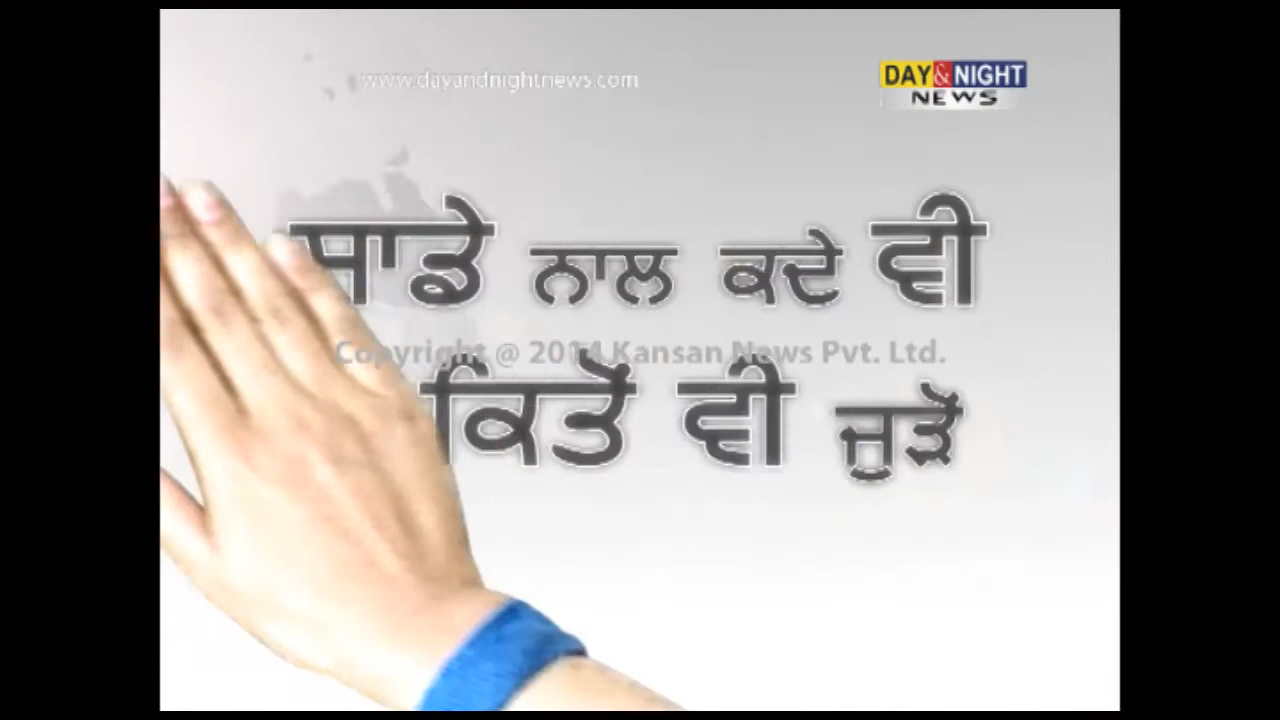 www.dayandnightnews.com
DAY&NIGHT
NEWS
ਸਾਡੇ ਨਾਲ ਕਦੇ ਵੀ
Copyright @ 2014 Kansan News Pvt. Ltd.
ਕਿਤੋਂ ਵੀ ਜੁੜੋਂ